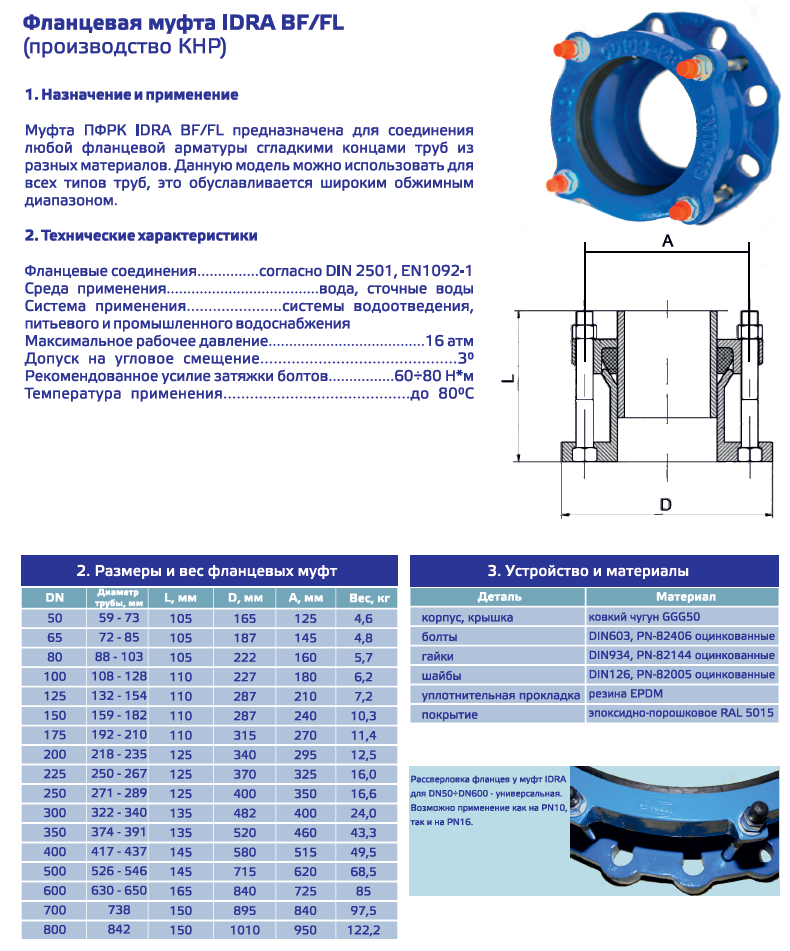 Фланцевая муфта IDRA BF/FL
(производство КНР)
1. Назначение и применение
Муфта ПФРК IDRA BF/FL предназначена для соединения
любой фланцевой арматуры сгладкими концами труб из
разных материалов. Данную модель можно использовать для
всех типов труб, это обуславливается широким обжимным
диапазоном.
2. Технические характеристики
Фланцевые соединения...............согласно DIN 2501, EN1092-1
Среда применения.....................................вода, сточные воды
Система применения......................системы водоотведения,
питьевого и промышленного водоснабжения
Максимальное рабочее давление......................................16 атм
Допуск на угловое смещение..........................................3⁰
Рекомендованное усилие затяжки болтов................60÷80 Н*м
Температура применения..........................................до 80⁰С
A
L
D
2. Размеры и вес фланцевых муфт
DN Диаметр трубы, мм L, мм D, мм A, мм Вес, кг
50 59 - 73 105 165 125 4,6
65 72 - 85 105 187 145 4,8
80 88 - 103 105 222 160 5,7
100 108 - 128 110 227 180 6,2
125 132 - 154 110 287 210 7,2
150 159 - 182 110 287 240 10,3
175 192 - 210 110 315 270 11,4
200 218 - 235 125 340 295 12,5
225 250 - 267 125 370 325 16,0
250 271 - 289 125 400 350 16,6
300 322 - 340 135 482 400 24,0
350 374 - 391 135 520 460 43,3
400 417 - 437 145 580 515 49,5
500 526 - 546 145 715 620 68,5
600 630 - 650 165 840 725 85
700 738 150 895 840 97,5
800 842 150 1010 950 122,2
3. Устройство и материалы
Деталь Материал
корпус, крышка ковкий чугун GGG50
болты DIN603, PN-82406 оцинкованные
гайки DIN934, PN-82144 оцинкованные
шайбы DIN126, PN-82005 оцинкованные
уплотнительная прокладка резина EPDM
покрытие эпоксидно-порошковое RAL 5015
Рассверловка фланцев у муфт IDRA
для DN50÷DN600 - универсальная.
Возможно применение как на PN10,
так и на PN16.